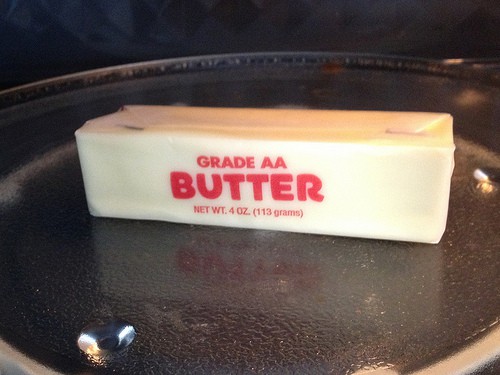 GRADE AA
BUTTER
NET WT. 4 OZ. (113 grams)